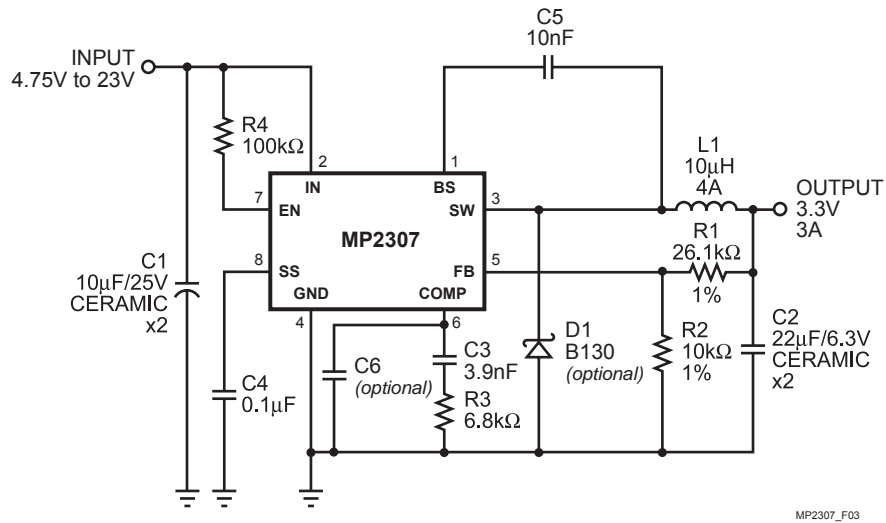 C5
10nF
INPUT
4.75V to 23V
R4
100kΩ
2
1
IN
BS
L1
10µH
4A
7
EN
SW
3
OUTPUT
3.3V
3A
MP2307
R1
26.1kΩ
1%
8
SS
FB
5
C1
10µF/25V
CERAMIC
x2
GND
COMP
4
6
C4
0.1µF
C6
(optional)
C3
3.9nF
R3
6.8kΩ
D1
B130
(optional)
R2
10kΩ
1%
C2
22µF/6.3V
CERAMIC
x2
MP2307_F03